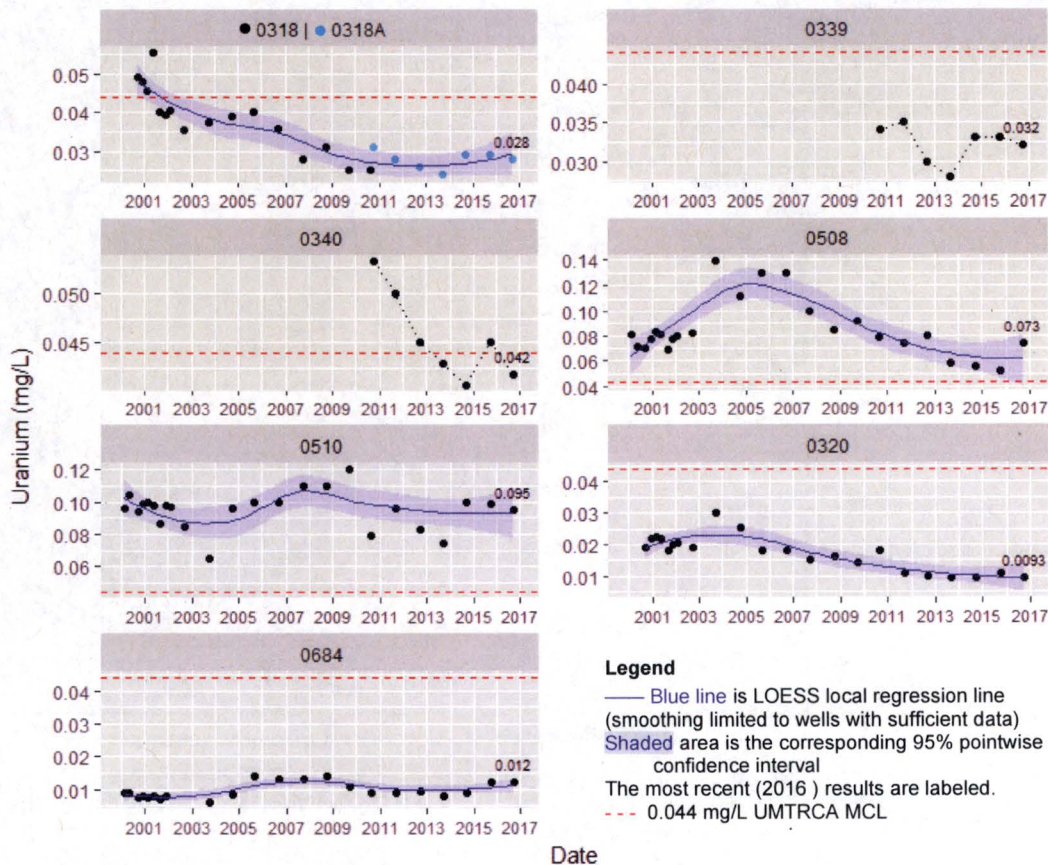 0318 | 0318A
0.05
0.04
0.03
0.028
2001 2003 2005 2007 2009 2011 2013 2015 2017
0339
0.040
0.035
0.030
0.032
2001 2003 2005 2007 2009 2011 2013 2015 2017
0340
0.050
0.045
0.042
2001 2003 2005 2007 2009 2011 2013 2015 2017
0508
0.14
0.12
0.10
0.08
0.06
0.04
0.073
2001 2003 2005 2007 2009 2011 2013 2015 2017
Uranium (mg/L)
0510
0.12
0.10
0.08
0.06
0.095
2001 2003 2005 2007 2009 2011 2013 2015 2017
0320
0.04
0.03
0.02
0.01
0.0093
2001 2003 2005 2007 2009 2011 2013 2015 2017
0684
0.04
0.03
0.02
0.01
0.012
2001 2003 2005 2007 2009 2011 2013 2015 2017
Legend
Blue line is LOESS local regression line
(smoothing limited to wells with sufficient data)
Shaded area is the corresponding 95% pointwise
confidence interval
The most recent (2016 ) results are labeled.
0.044 mg/L UMTRCA MCL
Date